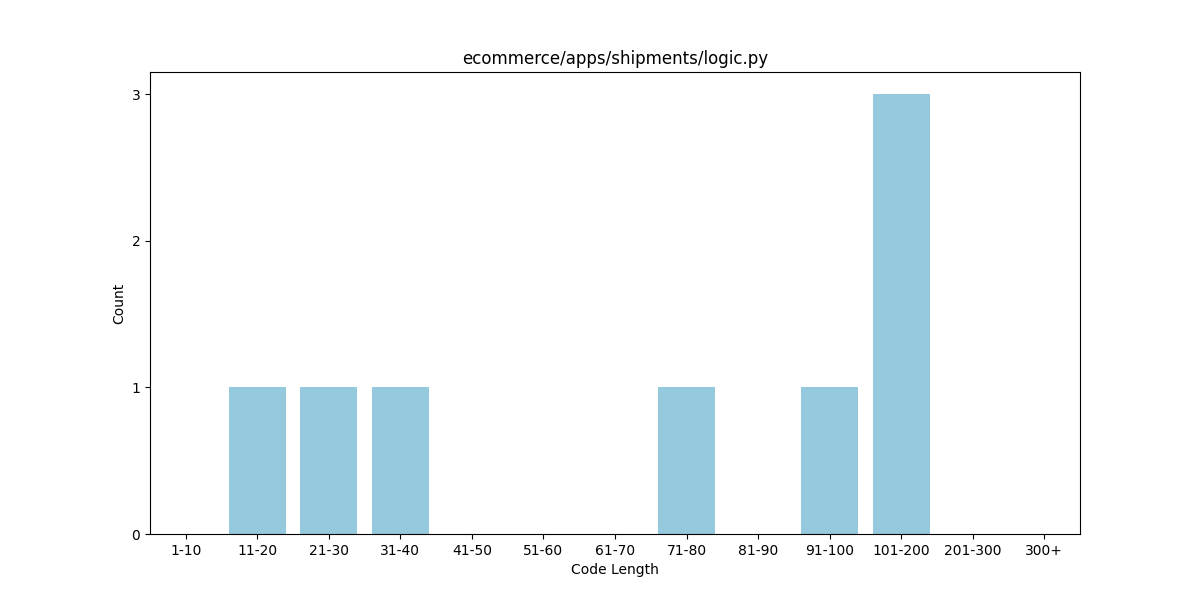 ecommerce/apps/shipments/logic.py
3
2
1
0
Count
1-10 11-20 21-30 31-40 41-50 51-60 61-70 71-80 81-90 91-100 101-200 201-300 300+
Code Length